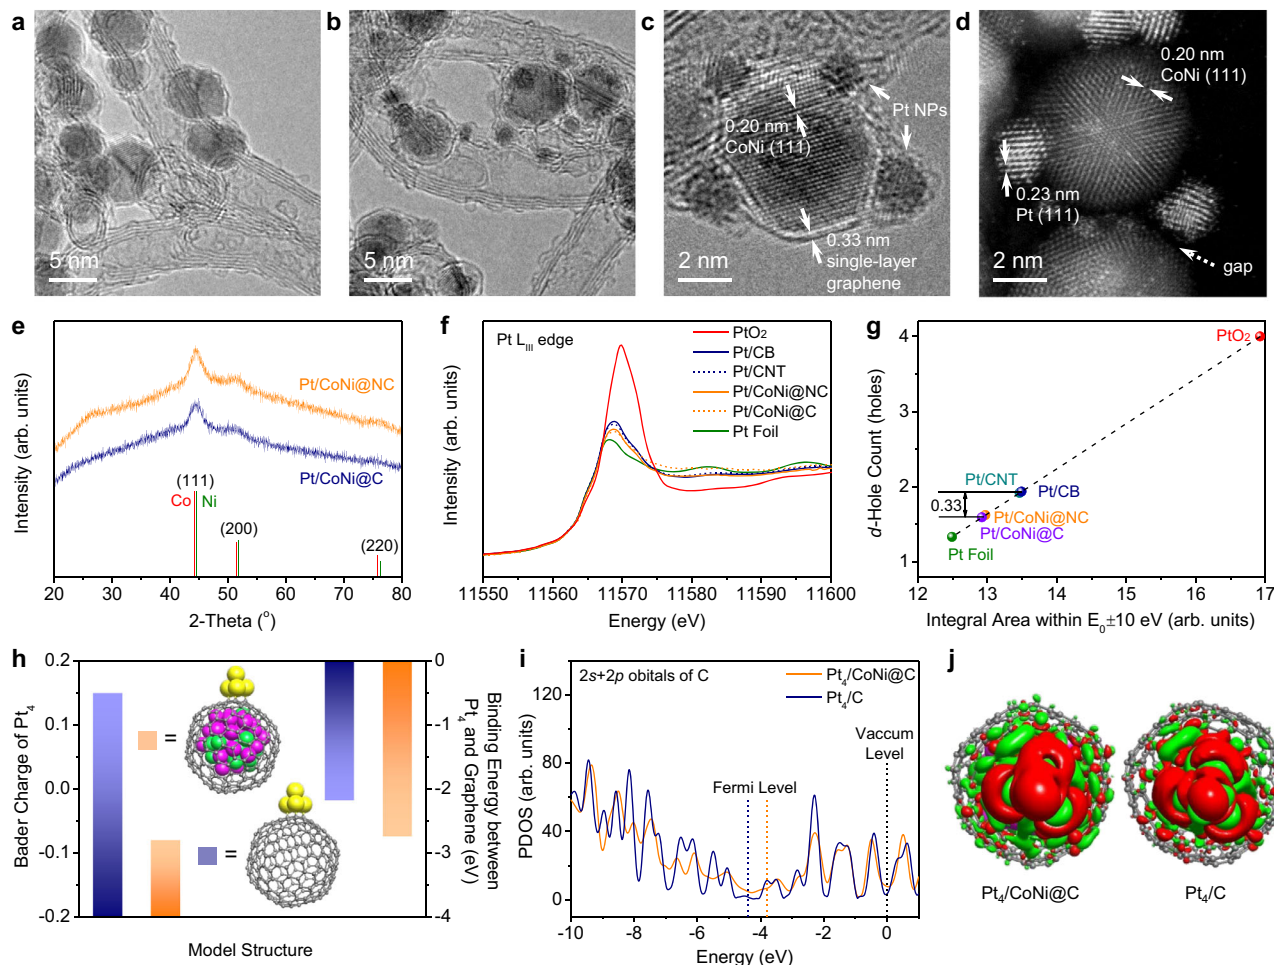 a
5 nm
b
5 nm
c
Pt NPs
0.20 nm
CoNi (111)
0.33 nm
single-layer
graphene
2 nm
d
0.20 nm
CoNi (111)
0.23 nm
Pt (111)
gap
2 nm
e
Intensity (arb. units)
Pt/CoNi@NC
Pt/CoNi@C
(111)
Co
Ni
(200)
(220)
20 30 40 50 60 70 80
2-Theta (°)
f
Intensity (arb. units)
Pt LIII edge
PtO2
Pt/CB
Pt/CNT
Pt/CoNi@NC
Pt/CoNi@C
Pt Foil
11550 11560 11570 11580 11590 11600
Energy (eV)
g
d-Hole Count (holes)
4
3
2
1
PtO2
Pt/CNT
Pt/CB
0.33
Pt/CoNi@NC
Pt/CoNi@C
Pt Foil
12 13 14 15 16 17
Integral Area within E0±10 eV (arb. units)
h
Bader Charge of Pt4
0.2
0.1
0.0
-0.1
-0.2
=
=
0
-1
-2
-3
-4
Binding Energy between
Pt4 and Graphene (eV)
Model Structure
i
PDOS (arb. units)
120
80
40
0
2s+2p obitals of C
Pt4/CoNi@C
Pt4/C
Vaccum
Level
Fermi Level
-10 -8 -6 -4 -2 0
Energy (eV)
j
Pt4/CoNi@C
Pt4/C